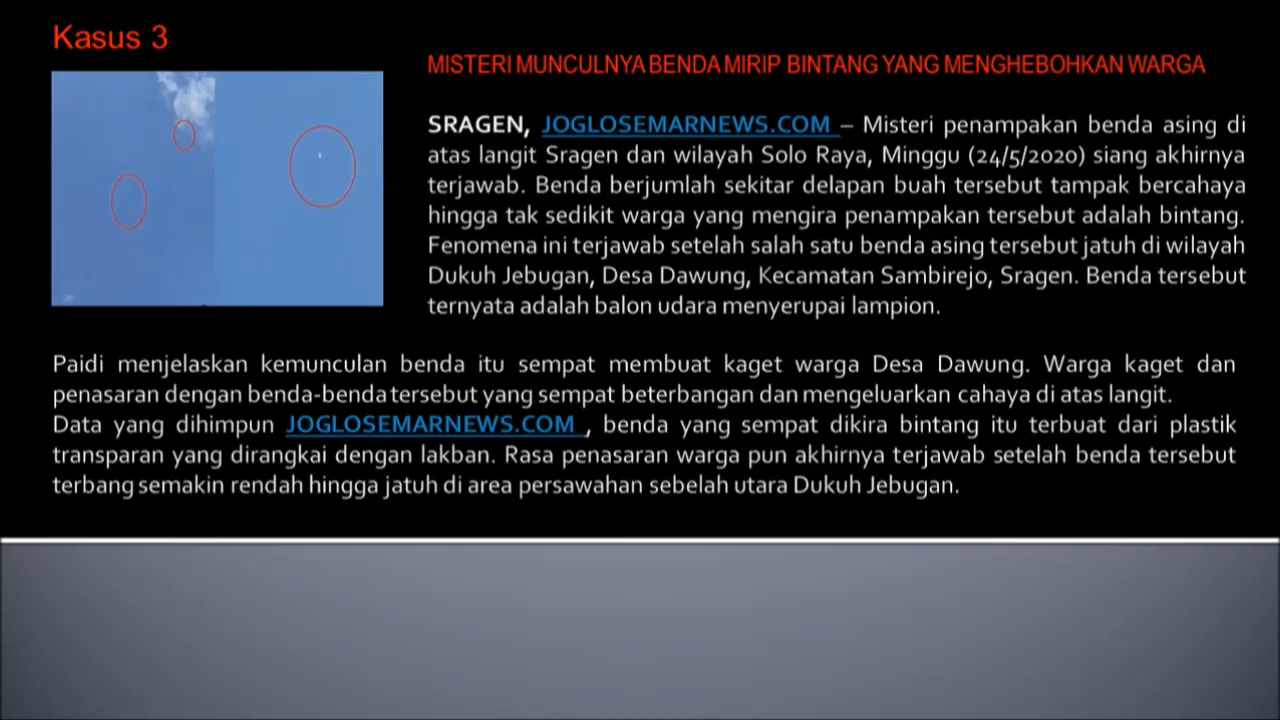 Kasus 3
MISTERI MUNCULNYA BENDA MIRIP BINTANG YANG MENGHEBOHKAN WARGA
SRAGEN, JOGLOSEMARNEWS.COM – Misteri penampakan benda asing di
atas langit Sragen dan wilayah Solo Raya, Minggu (24/5/2020) siang akhirnya
terjawab. Benda berjumlah sekitar delapan buah tersebut tampak bercahaya
hingga tak sedikit warga yang mengira penampakan tersebut adalah bintang.
Fenomena ini terjawab setelah salah satu benda asing tersebut jatuh di wilayah
Dukuh Jebugan, Desa Dawung, Kecamatan Sambirejo, Sragen. Benda tersebut
ternyata adalah balon udara menyerupai lampion.
Paidi menjelaskan kemunculan benda itu sempat membuat kaget warga Desa Dawung. Warga kaget dan
penasaran dengan benda-benda tersebut yang sempat beterbangan dan mengeluarkan cahaya di atas langit.
Data yang dihimpun JOGLOSEMARNEWS.COM , benda yang sempat dikira bintang itu terbuat dari plastik
transparan yang dirangkai dengan lakban. Rasa penasaran warga pun akhirnya terjawab setelah benda tersebut
terbang semakin rendah hingga jatuh di area persawahan sebelah utara Dukuh Jebugan.